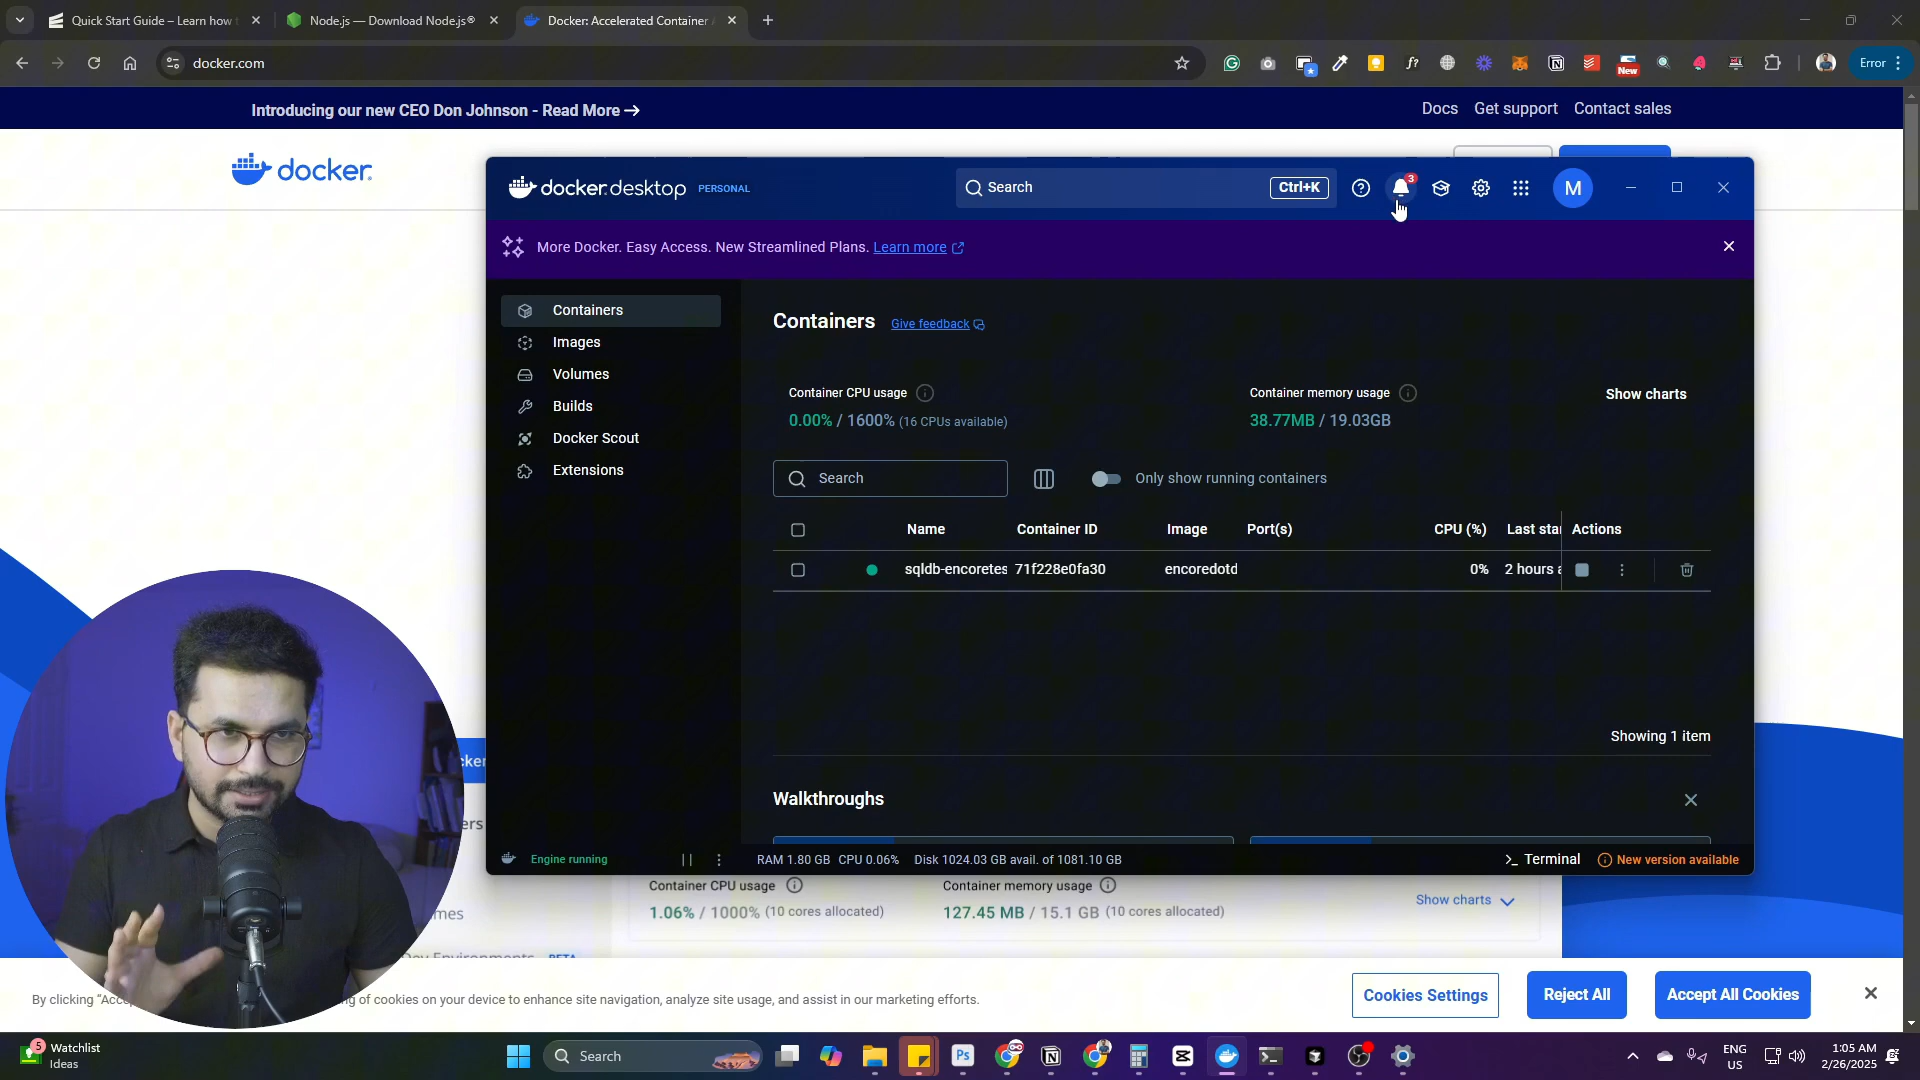 Quick Start Guide – Learn how
Node.js — Download Node.js®
Docker: Accelerated Container
docker.com
New
Error
Introducing our new CEO Don Johnson - Read More →
Docs
Get support
Contact sales
docker
docker.desktop
PERSONAL
Search
Ctrl+K
3
M
More Docker. Easy Access. New Streamlined Plans. Learn more
Containers
Images
Volumes
Builds
Docker Scout
Extensions
Containers
Give feedback
Container CPU usage
0.00% / 1600% (16 CPUs available)
Container memory usage
38.77MB / 19.03GB
Show charts
Search
Only show running containers
Name Container ID Image Port(s) CPU (%) Last star Actions
sqldb-encoretes 71f228e0fa30 encoredotd 0% 2 hours a
Showing 1 item
Walkthroughs
Engine running
RAM 1.80 GB CPU 0.06% Disk 1024.03 GB avail. of 1081.10 GB
Terminal
New version available
Container CPU usage
1.06% / 1000% (10 cores allocated)
Container memory usage
127.45 MB / 15.1 GB (10 cores allocated)
Show charts
By clicking “Acce
g of cookies on your device to enhance site navigation, analyze site usage, and assist in our marketing efforts.
Cookies Settings
Reject All
Accept All Cookies
5
Watchlist
Ideas
Search
Ps
ENG
US
1:05 AM
2/26/2025